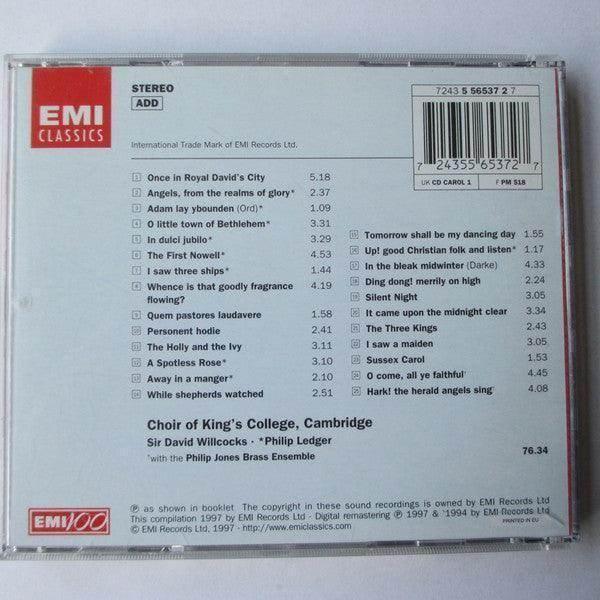 EMI
CLASSICS
STEREO
ADD
International Trade Mark of EMI Records Ltd.
7243 5 56537 2 7
7 24355 65372 7
UK CD CAROL 1 F PM 518
1 Once in Royal David's City 5.18
2 Angels, from the realms of glory* 2.37
3 Adam lay ybounden (Ord)* 1.09
4 O little town of Bethlehem* 3.31
5 In dulci jubilo* 3.29
6 The First Nowell* 4.53
7 I saw three ships* 1.44
8 Whence is that goodly fragrance 4.19
flowing?
9 Quem pastores laudavere 1.58
10 Personent hodie 2.41
11 The Holly and the Ivy 3.11
12 A Spotless Rose* 3.10
13 Away in a manger* 2.10
14 While shepherds watched 2.51
15 Tomorrow shall be my dancing day 1.55
16 Up! good Christian folk and listen* 1.17
17 In the bleak midwinter (Darke) 4.33
18 Ding dong! merrily on high 2.24
19 Silent Night 3.05
20 It came upon the midnight clear 3.34
21 The Three Kings 2.43
22 I saw a maiden 3.05
23 Sussex Carol 1.53
24 O come, all ye faithful† 4.45
25 Hark! the herald angels sing† 4.08
Choir of King's College, Cambridge
Sir David Willcocks · *Philip Ledger
†with the Philip Jones Brass Ensemble
76.34
EMI100
℗ as shown in booklet The copyright in these sound recordings is owned by EMI Records Ltd
This compilation 1997 by EMI Records Ltd - Digital remastering ℗ 1997 & '1994 by EMI Records Ltd
© EMI Records Ltd, 1997 - http://www.emiclassics.com/
PRINTED IN EU